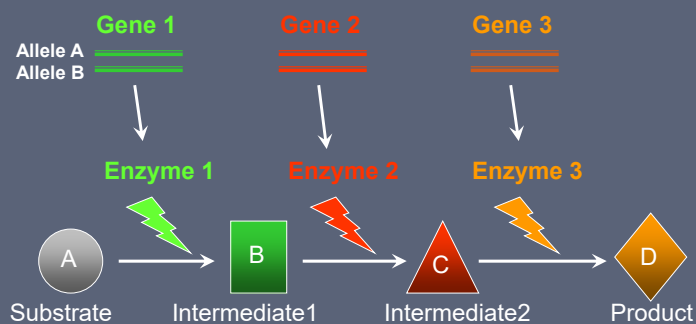 Gene 1 Gene 2 Gene 3
Allele A
Allele B
Enzyme 1 Enzyme 2 Enzyme 3
A B C D
Substrate Intermediate1 Intermediate2 Product